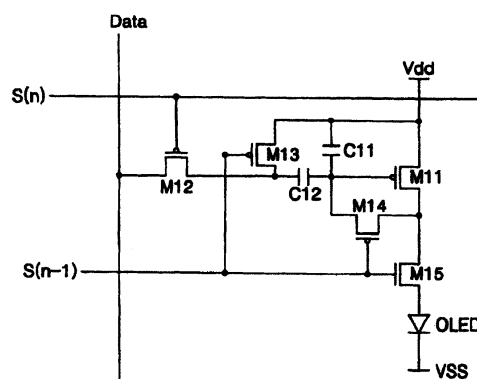 Data
Vdd
S(n)
M13
C11
M12
C12
M11
M14
S(n-1)
M15
OLED
VSS